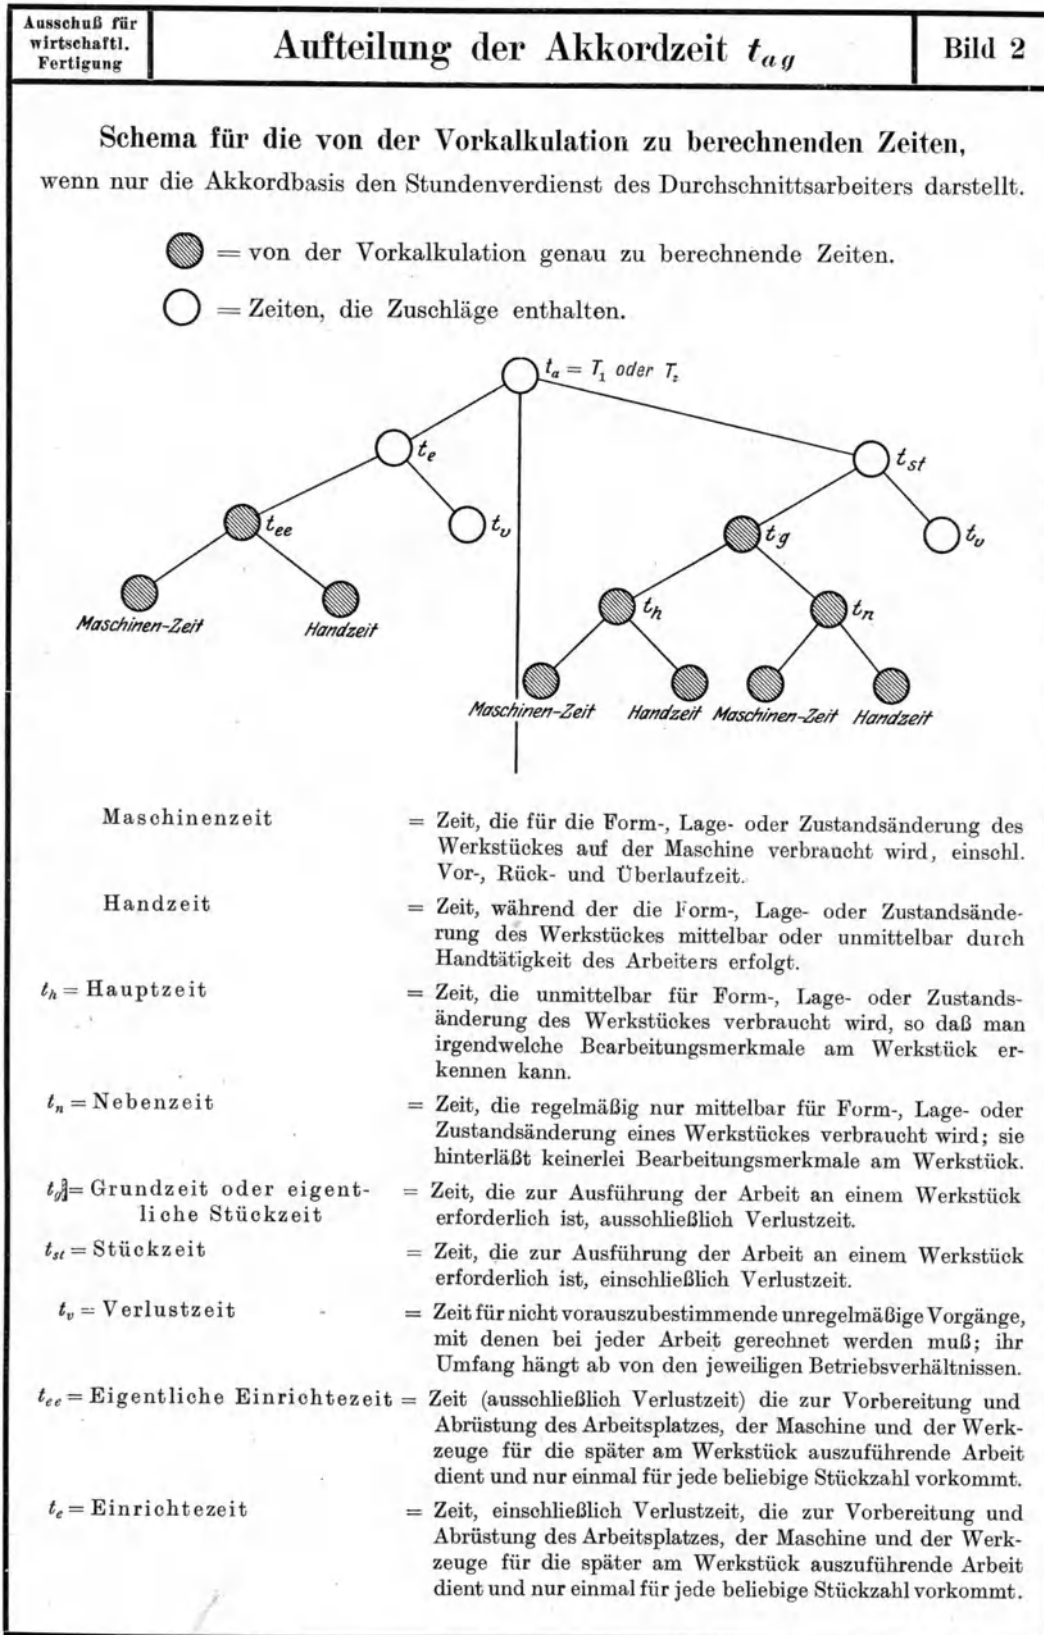 Ausschuß für
wirtschaftl.
Fertigung
Aufteilung der Akkordzeit t_ag
Bild 2
Schema für die von der Vorkalkulation zu berechnenden Zeiten,
wenn nur die Akkordbasis den Stundenverdienst des Durchschnittsarbeiters darstellt.
= von der Vorkalkulation genau zu berechnende Zeiten.
= Zeiten, die Zuschläge enthalten.
t_a = T_1 oder T_2
t_e
t_st
t_ee
t_v
t_g
t_v
Maschinen-Zeit
Handzeit
t_h
t_n
Maschinen-Zeit
Handzeit
Maschinen-Zeit
Handzeit
Maschinenzeit = Zeit, die für die Form-, Lage- oder Zustandsänderung des
Werkstückes auf der Maschine verbraucht wird, einschl.
Vor-, Rück- und Überlaufzeit.
Handzeit = Zeit, während der die Form-, Lage- oder Zustandsände-
rung des Werkstückes mittelbar oder unmittelbar durch
Handtätigkeit des Arbeiters erfolgt.
t_h = Hauptzeit = Zeit, die unmittelbar für Form-, Lage- oder Zustands-
änderung des Werkstückes verbraucht wird, so daß man
irgendwelche Bearbeitungsmerkmale am Werkstück er-
kennen kann.
t_n = Nebenzeit = Zeit, die regelmäßig nur mittelbar für Form-, Lage- oder
Zustandsänderung eines Werkstückes verbraucht wird; sie
hinterläßt keinerlei Bearbeitungsmerkmale am Werkstück.
t_g = Grundzeit oder eigent- = Zeit, die zur Ausführung der Arbeit an einem Werkstück
liche Stückzeit erforderlich ist, ausschließlich Verlustzeit.
t_st = Stückzeit = Zeit, die zur Ausführung der Arbeit an einem Werkstück
erforderlich ist, einschließlich Verlustzeit.
t_v = Verlustzeit = Zeit für nicht vorauszubestimmende unregelmäßige Vorgänge,
mit denen bei jeder Arbeit gerechnet werden muß; ihr
Umfang hängt ab von den jeweiligen Betriebsverhältnissen.
t_ee = Eigentliche Einrichtezeit = Zeit (ausschließlich Verlustzeit) die zur Vorbereitung und
Abrüstung des Arbeitsplatzes, der Maschine und der Werk-
zeuge für die später am Werkstück auszuführende Arbeit
dient und nur einmal für jede beliebige Stückzahl vorkommt.
t_e = Einrichtezeit = Zeit, einschließlich Verlustzeit, die zur Vorbereitung und
Abrüstung des Arbeitsplatzes, der Maschine und der Werk-
zeuge für die später am Werkstück auszuführende Arbeit
dient und nur einmal für jede beliebige Stückzahl vorkommt.